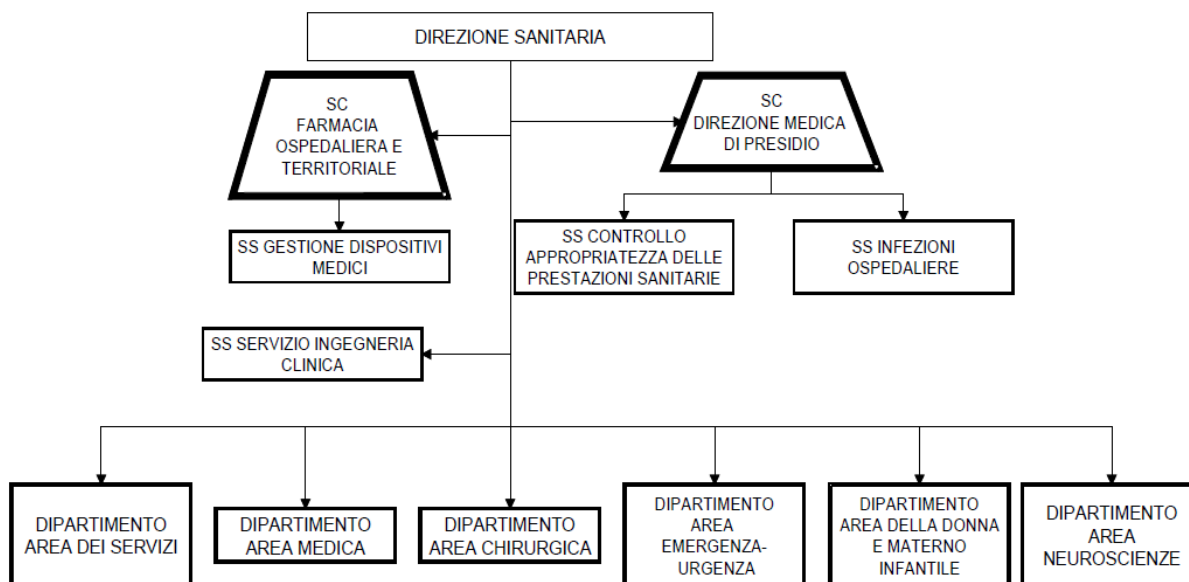 DIREZIONE SANITARIA
SC
FARMACIA
OSPEDALIERA E
TERRITORIALE
SC
DIREZIONE MEDICA
DI PRESIDIO
SS GESTIONE DISPOSITIVI
MEDICI
SS CONTROLLO
APPROPRIATEZZA DELLE
PRESTAZIONI SANITARIE
SS INFEZIONI
OSPEDALIERE
SS SERVIZIO INGEGNERIA
CLINICA
DIPARTIMENTO
AREA DEI SERVIZI
DIPARTIMENTO
AREA MEDICA
DIPARTIMENTO
AREA CHIRURGICA
DIPARTIMENTO
AREA
EMERGENZA-
URGENZA
DIPARTIMENTO
AREA DELLA DONNA
E MATERNO
INFANTILE
DIPARTIMENTO
AREA
NEUROSCIENZE